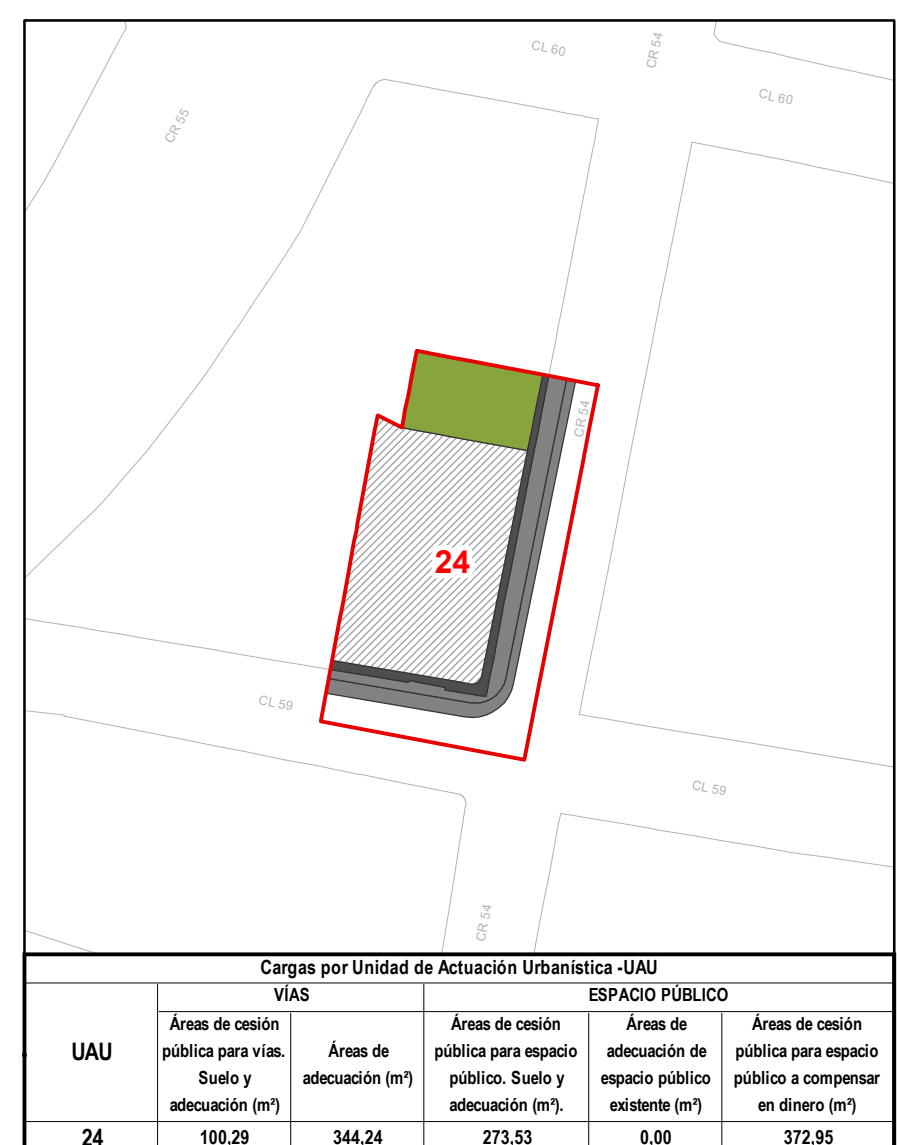 CL 60
CR 54
CL 60
CR 55
CR 54
24
CL 59
CL 59
CR 54
Cargas por Unidad de Actuación Urbanística -UAU
VÍAS
ESPACIO PÚBLICO
UAU
Áreas de cesión
pública para vías.
Suelo y
adecuación (m²)
Áreas de
adecuación (m²)
Áreas de cesión
pública para espacio
público. Suelo y
adecuación (m²).
Áreas de
adecuación de
espacio público
existente (m²)
Áreas de cesión
pública para espacio
público a compensar
en dinero (m²)
24
100,29
344,24
273,53
0,00
372,95